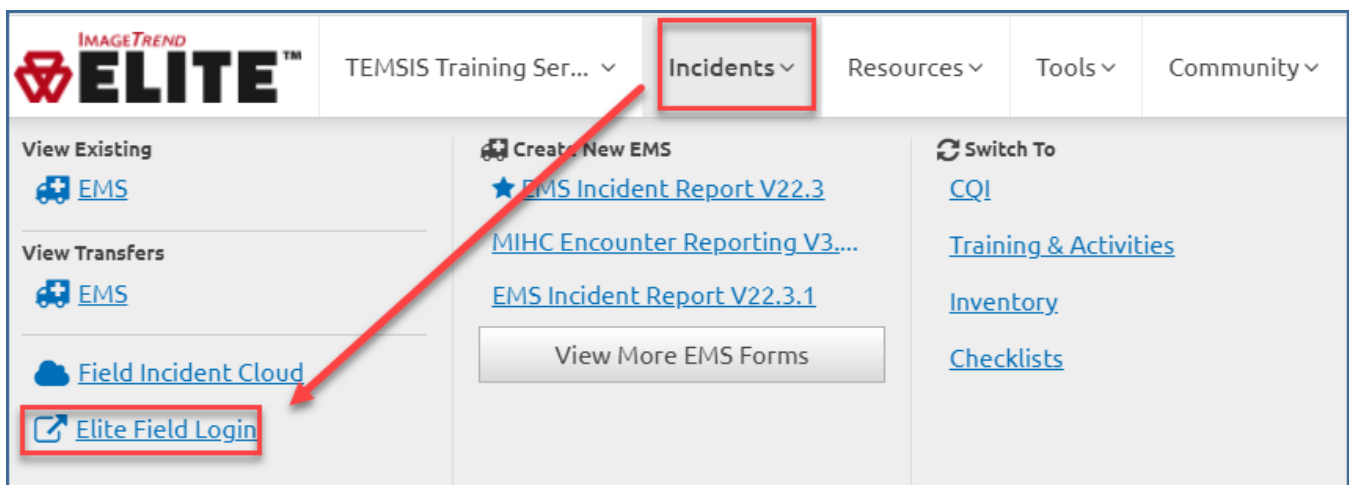 IMAGETREND
ELITE™
TEMSIS Training Ser...
Incidents
Resources
Tools
Community
View Existing
EMS
View Transfers
EMS
Field Incident Cloud
Elite Field Login
Create New EMS
EMS Incident Report V22.3
MIHC Encounter Reporting V3....
EMS Incident Report V22.3.1
View More EMS Forms
Switch To
CQI
Training & Activities
Inventory
Checklists